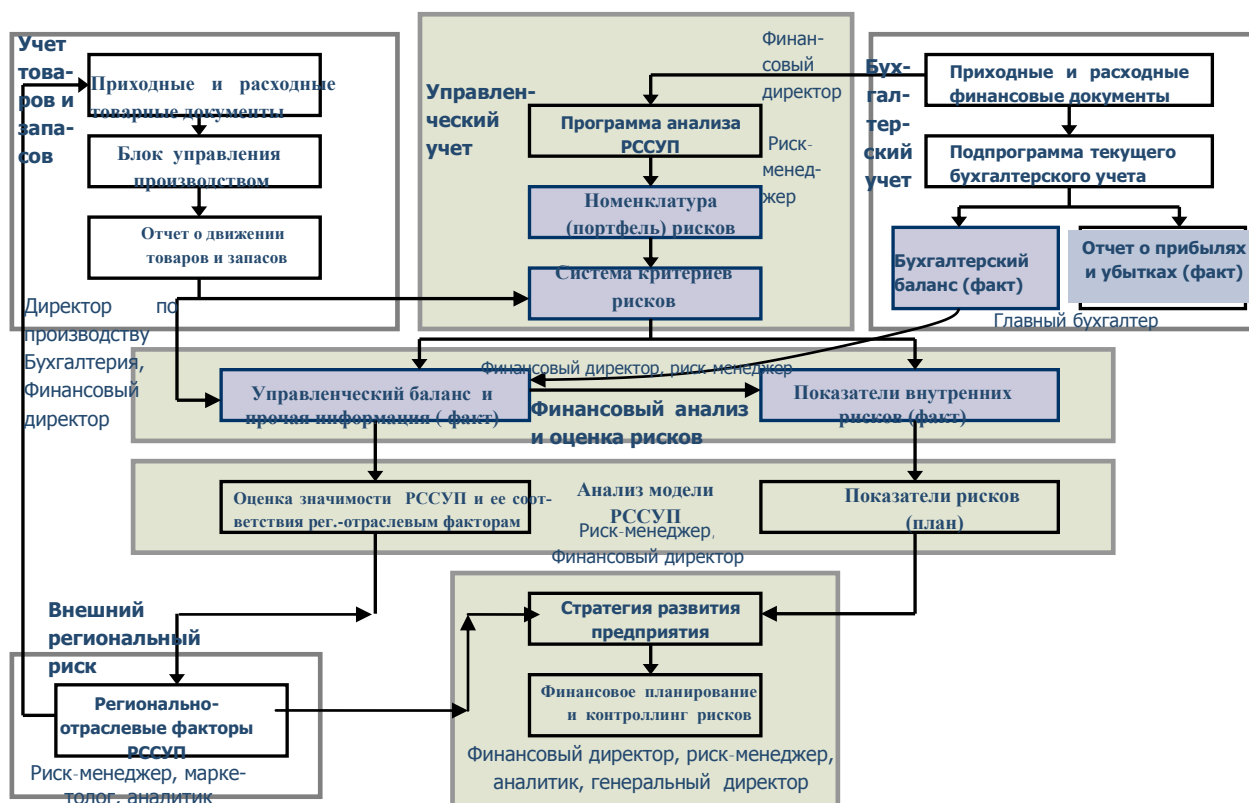 Учет
това-
ров и
запа-
сов
Приходные и расходные
товарные документы
Блок управления
производством
Отчет о движении
товаров и запасов
Директор по
производству
Бухгалтерия,
Финансовый
директор
Управлен-
ческий
учет
Финан-
совый
директор
Программа анализа
РССУП
Риск-
менед-
жер
Номенклатура
(портфель) рисков
Система критериев
рисков
Бух-
гал-
тер-
ский
учет
Приходные и расходные
финансовые документы
Подпрограмма текущего
бухгалтерского учета
Бухгалтерский
баланс (факт)
Отчет о прибылях
и убытках (факт)
Главный бухгалтер
Финансовый директор, риск-менеджер
Управленческий баланс и
прочая информация ( факт)
Финансовый анализ
и оценка рисков
Показатели внутренних
рисков (факт)
Оценка значимости РССУП и ее соот-
ветствия рег.-отраслевым факторам
Анализ модели
РССУП
Риск-менеджер,
Финансовый директор
Показатели рисков
(план)
Внешний
региональный
риск
Регионально-
отраслевые факторы
РССУП
Риск-менеджер, марке-
толог, аналитик
Стратегия развития
предприятия
Финансовое планирование
и контроллинг рисков
Финансовый директор, риск-менеджер,
аналитик, генеральный директор